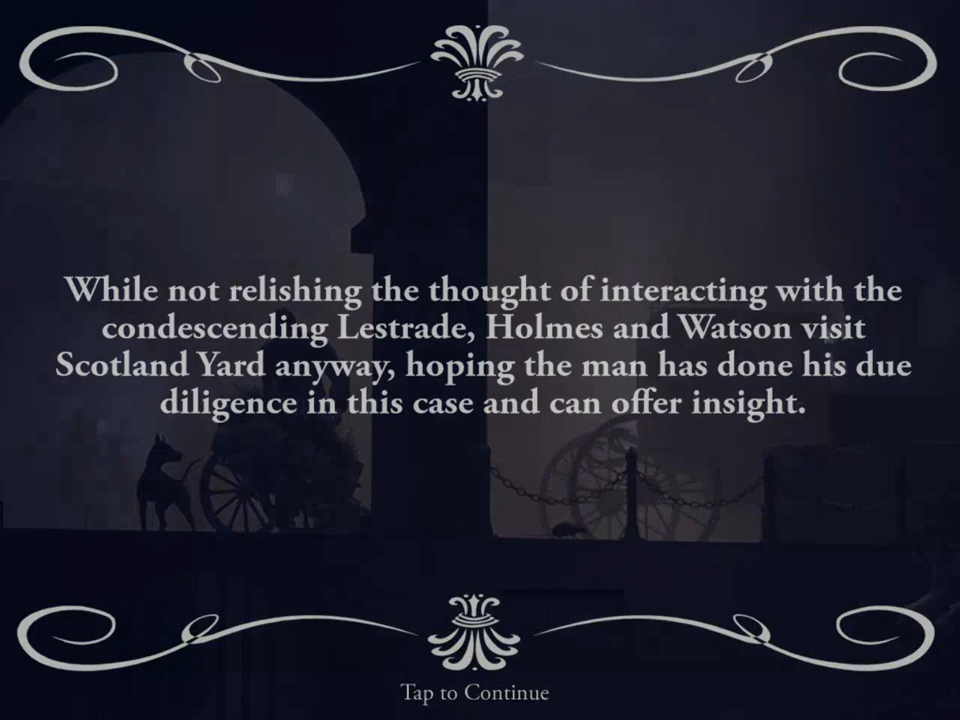 While not relishing the thought of interacting with the
condescending Lestrade, Holmes and Watson visit
Scotland Yard anyway, hoping the man has done his due
diligence in this case and can offer insight.
Tap to Continue